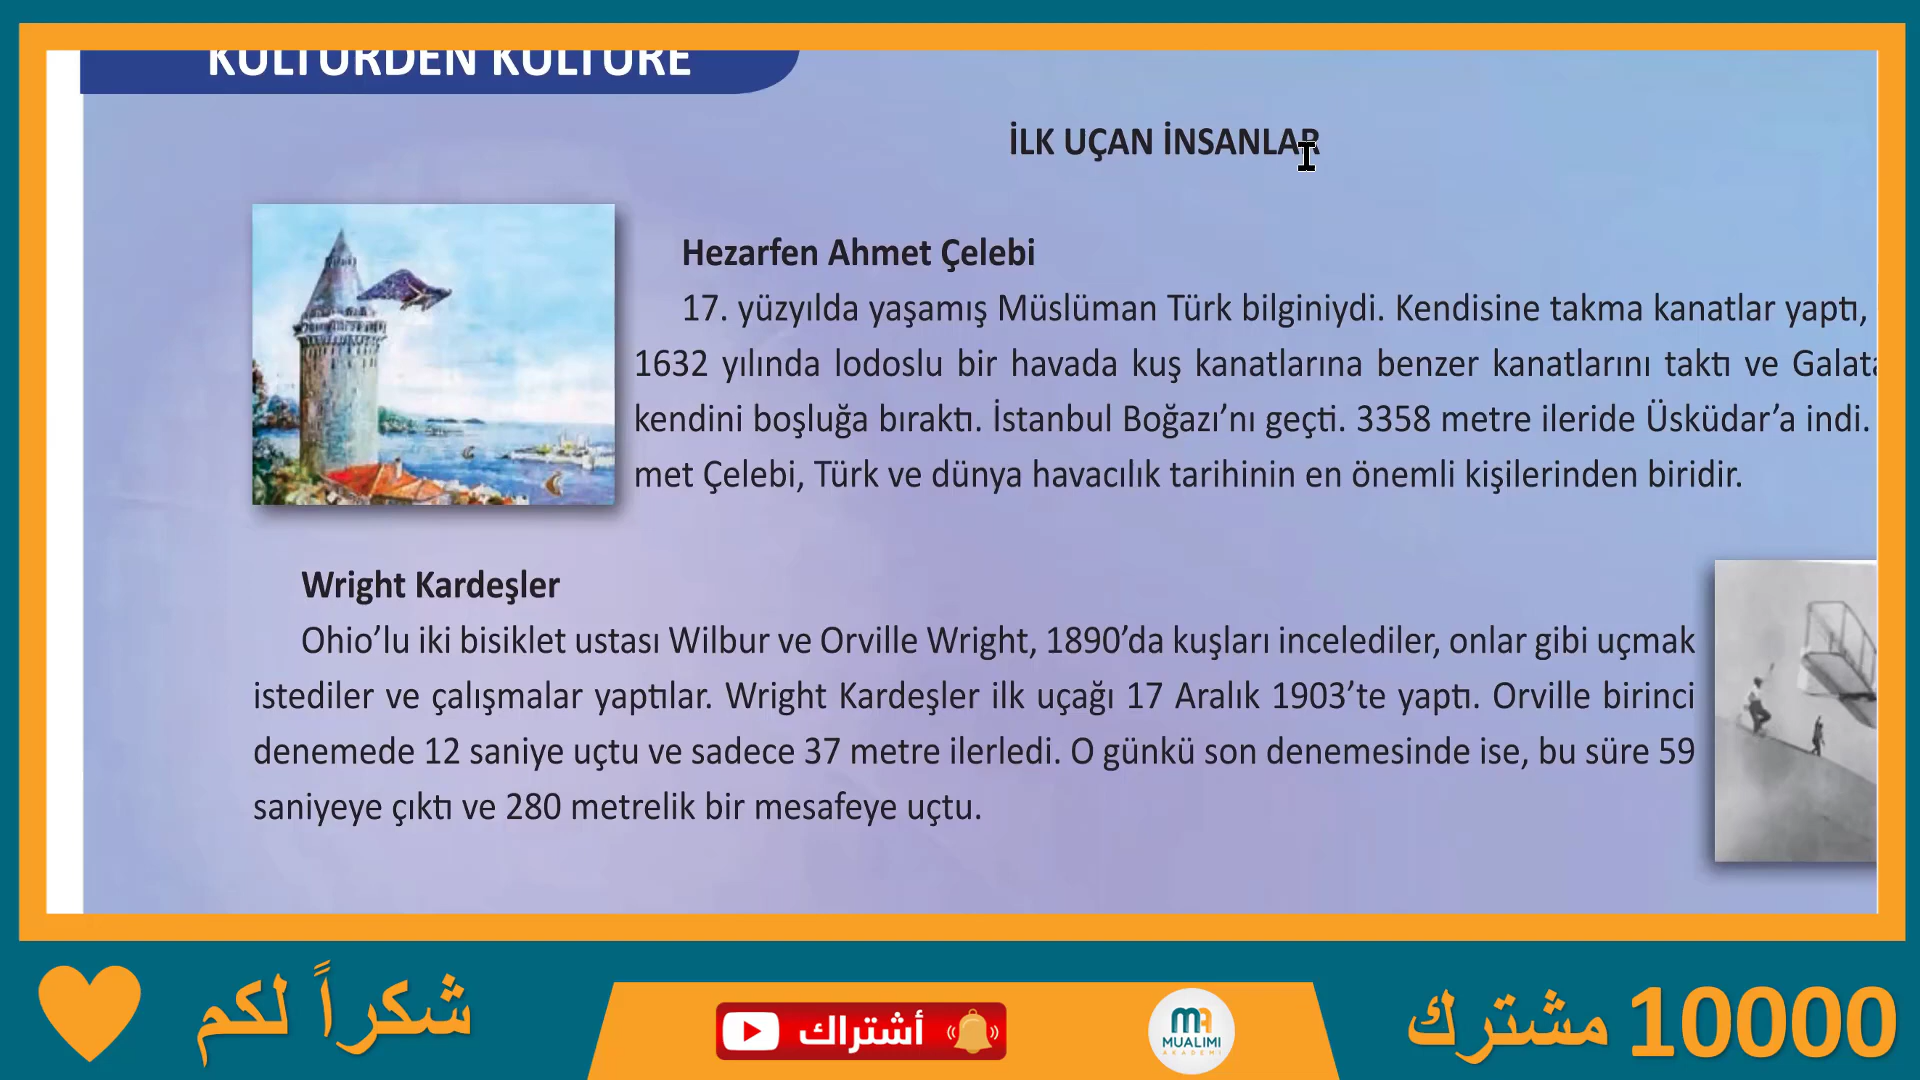 KÜLTÜRDEN KÜLTÜRE
İLK UÇAN İNSANLAR
Hezarfen Ahmet Çelebi
17. yüzyılda yaşamış Müslüman Türk bilginiydi. Kendisine takma kanatlar yaptı,
1632 yılında lodoslu bir havada kuş kanatlarına benzer kanatlarını taktı ve Galata
kendini boşluğa bıraktı. İstanbul Boğazı’nı geçti. 3358 metre ileride Üsküdar’a indi.
met Çelebi, Türk ve dünya havacılık tarihinin en önemli kişilerinden biridir.
Wright Kardeşler
Ohio’lu iki bisiklet ustası Wilbur ve Orville Wright, 1890’da kuşları incelediler, onlar gibi uçmak
istediler ve çalışmalar yaptılar. Wright Kardeşler ilk uçağı 17 Aralık 1903’te yaptı. Orville birinci
denemede 12 saniye uçtu ve sadece 37 metre ilerledi. O günkü son denemesinde ise, bu süre 59
saniyeye çıktı ve 280 metrelik bir mesafeye uçtu.
شكراً لكم
أشتراك
MUALIMI
AKADEMI
10000 مشترك